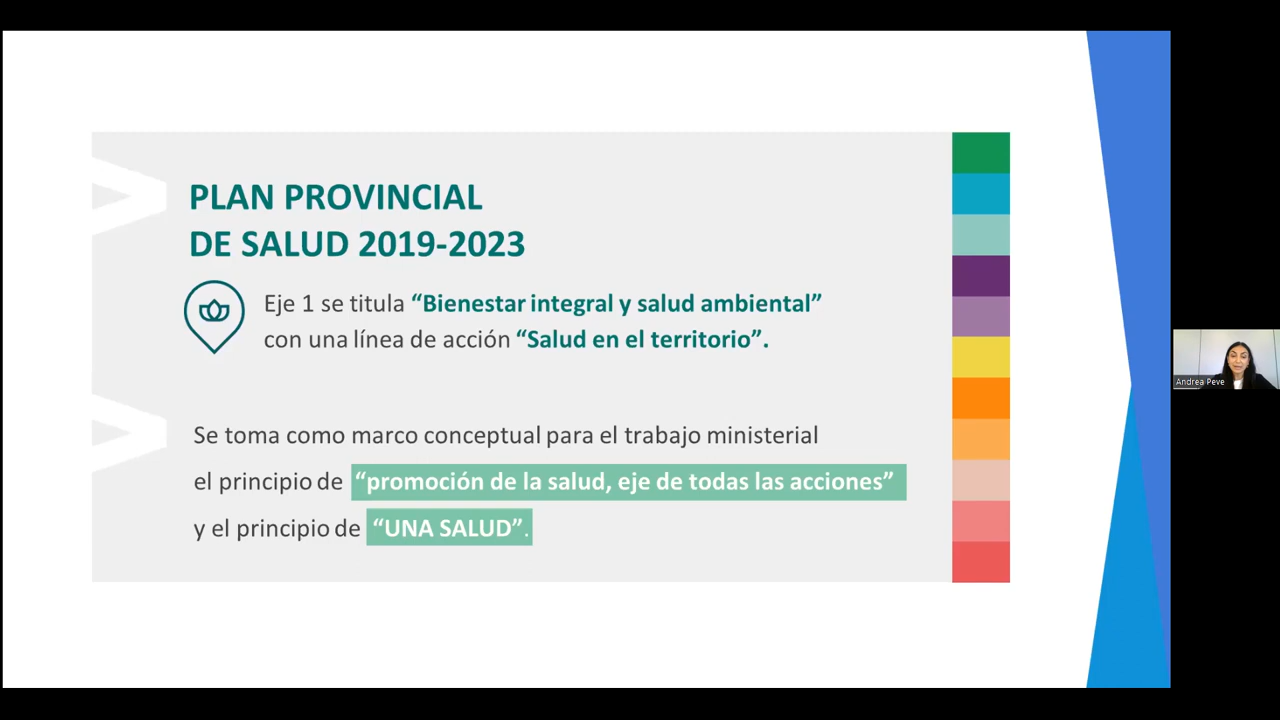 PLAN PROVINCIAL
DE SALUD 2019-2023
Eje 1 se titula “Bienestar integral y salud ambiental”
con una línea de acción “Salud en el territorio”.
Se toma como marco conceptual para el trabajo ministerial
el principio de “promoción de la salud, eje de todas las acciones”
y el principio de “UNA SALUD”.
Andrea Peve